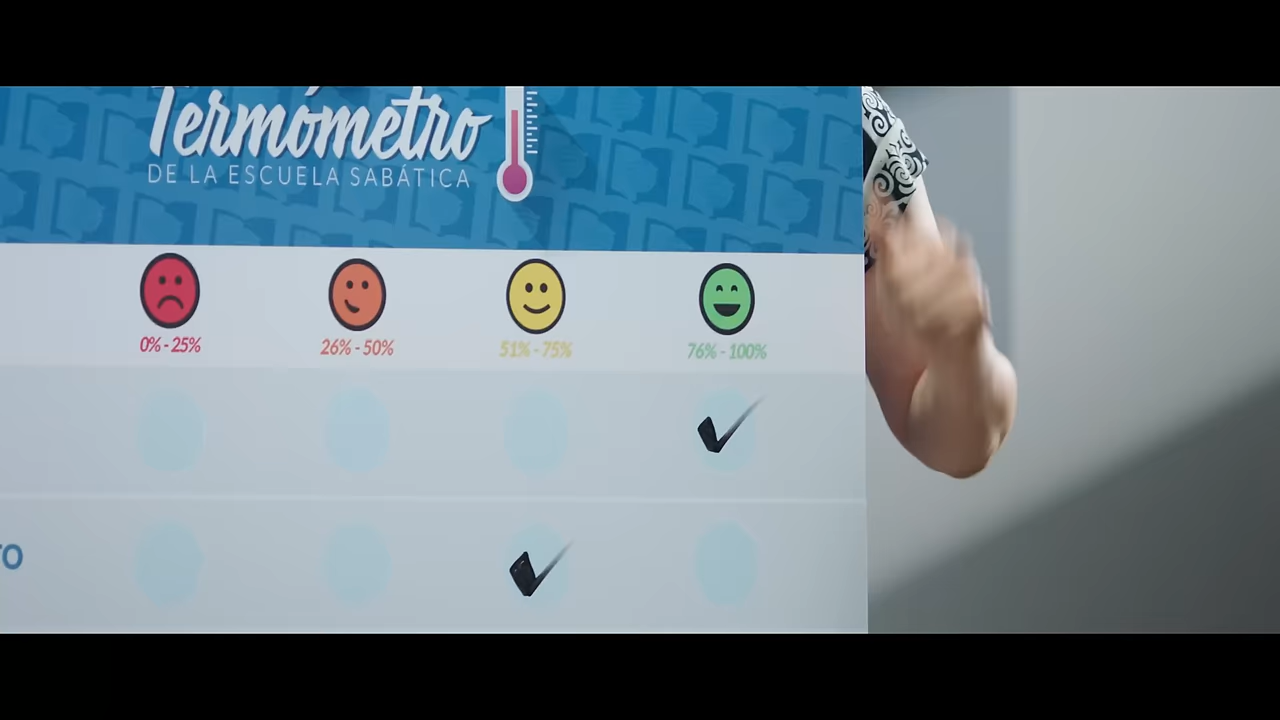 Termómetro
DE LA ESCUELA SABÁTICA
0% - 25%
26% - 50%
51% - 75%
76% - 100%